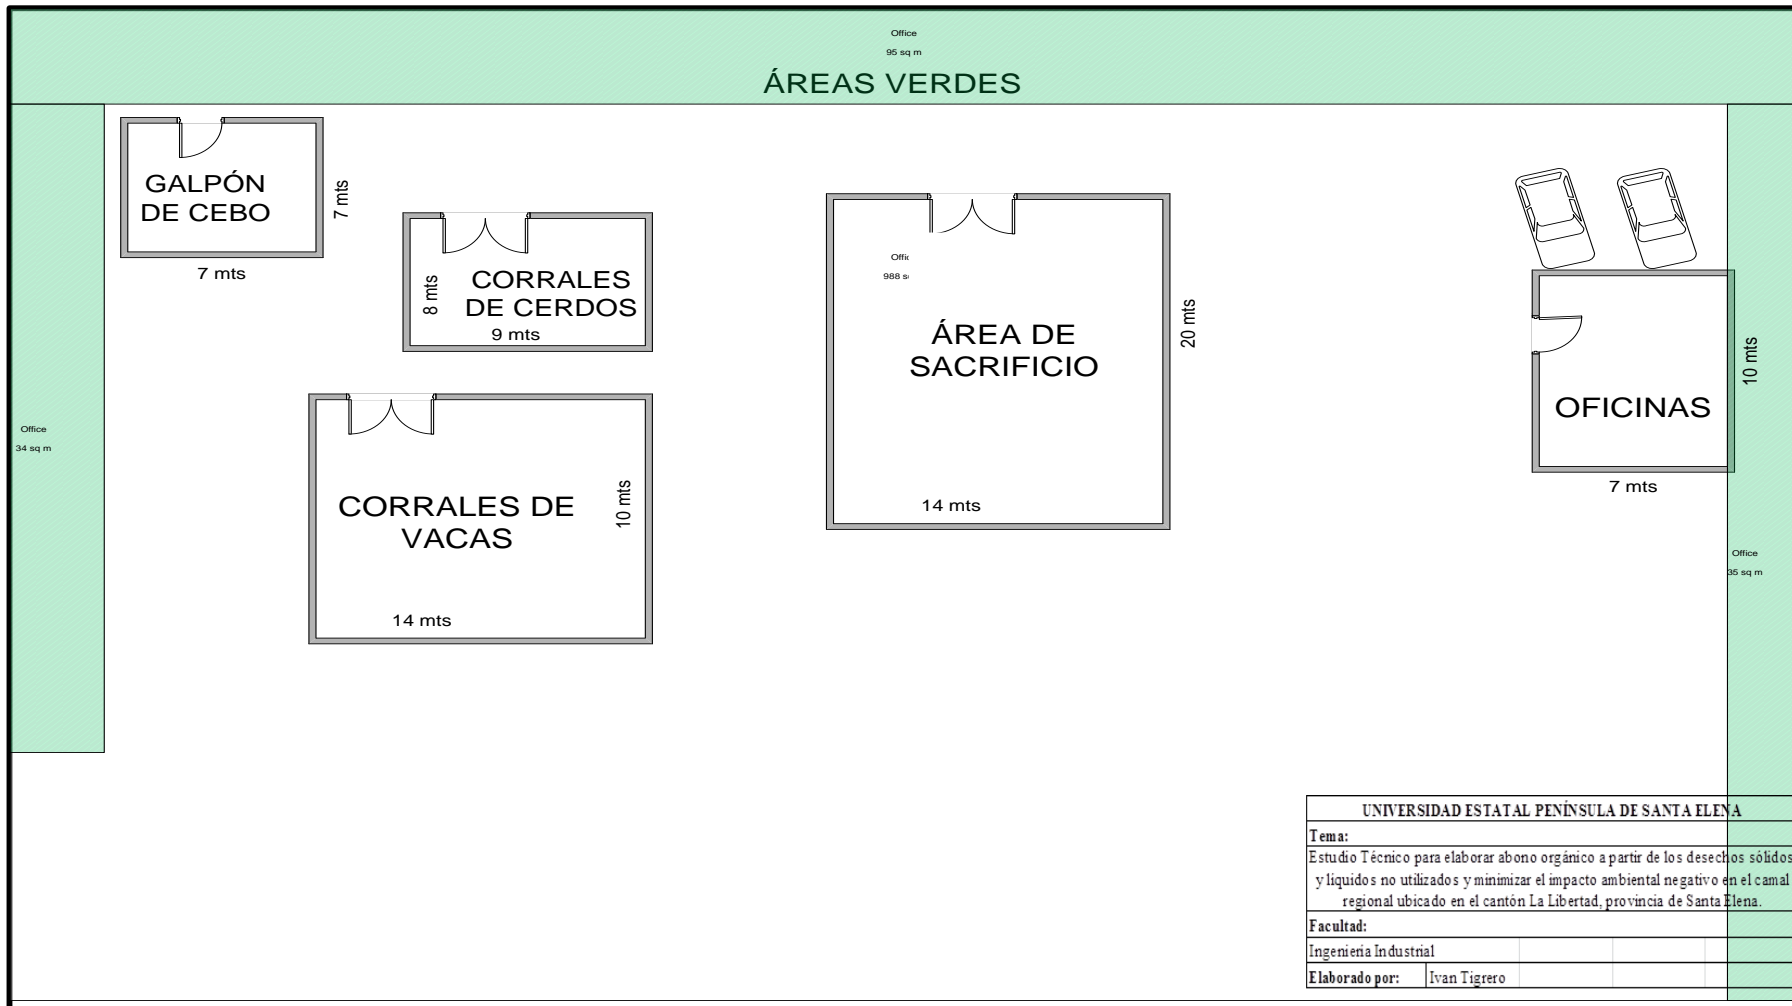 Office
95 sq m
ÁREAS VERDES
GALPÓN
DE CEBO
7 mts
7 mts
CORRALES
DE CERDOS
8 mts
9 mts
CORRALES DE
VACAS
10 mts
14 mts
988
ÁREA DE
SACRIFICIO
20 mts
14 mts
OFICINAS
10 mts
7 mts
Office
34 sq m
Office
35 sq m
UNIVERSIDAD ESTATAL PENÍNSULA DE SANTA ELENA
Tema:
Estudio Técnico para elaborar abono orgánico a partir de los desechos sólidos
y líquidos no utilizados y minimizar el impacto ambiental negativo en el camal
regional ubicado en el cantón La Libertad, provincia de Santa Elena.
Facultad:
Ingeniería Industrial
Elaborado por: Ivan Tigrero